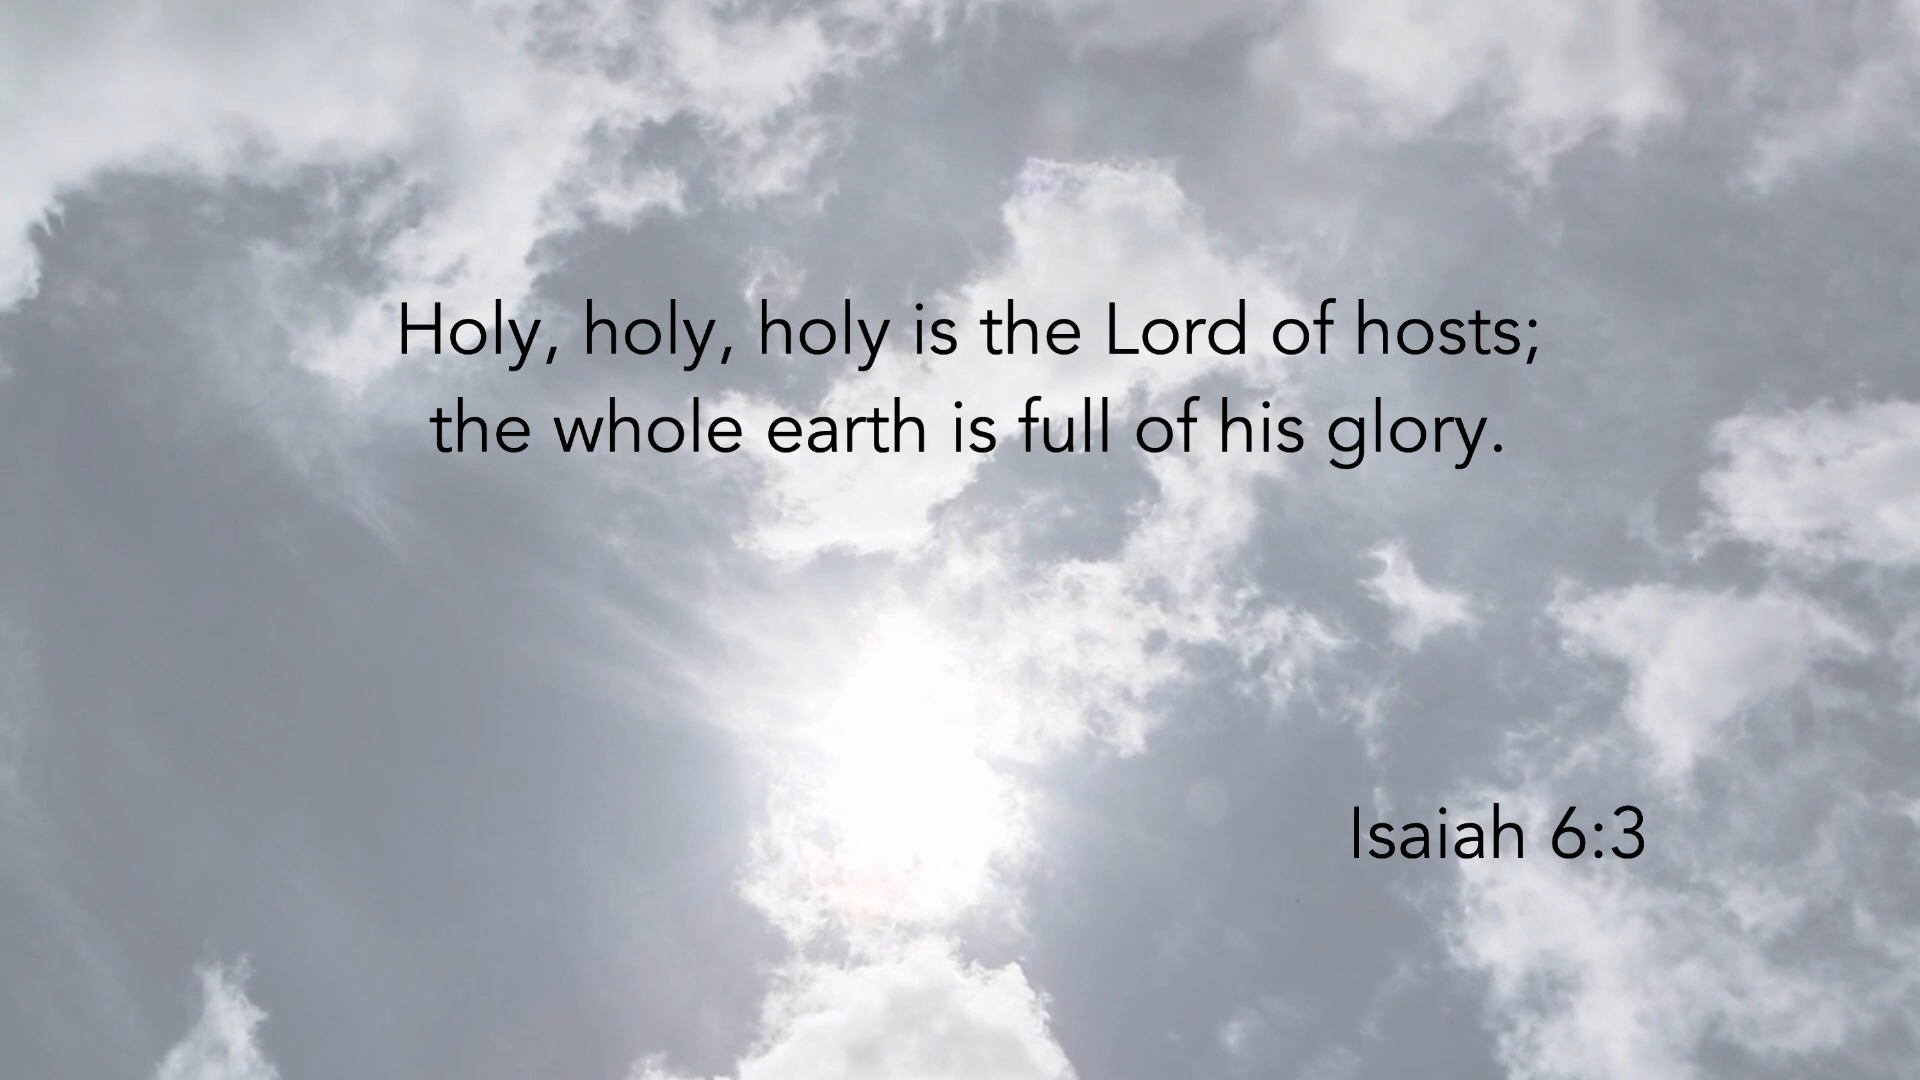 Holy, holy, holy is the Lord of hosts;
the whole earth is full of his glory.
Isaiah 6:3